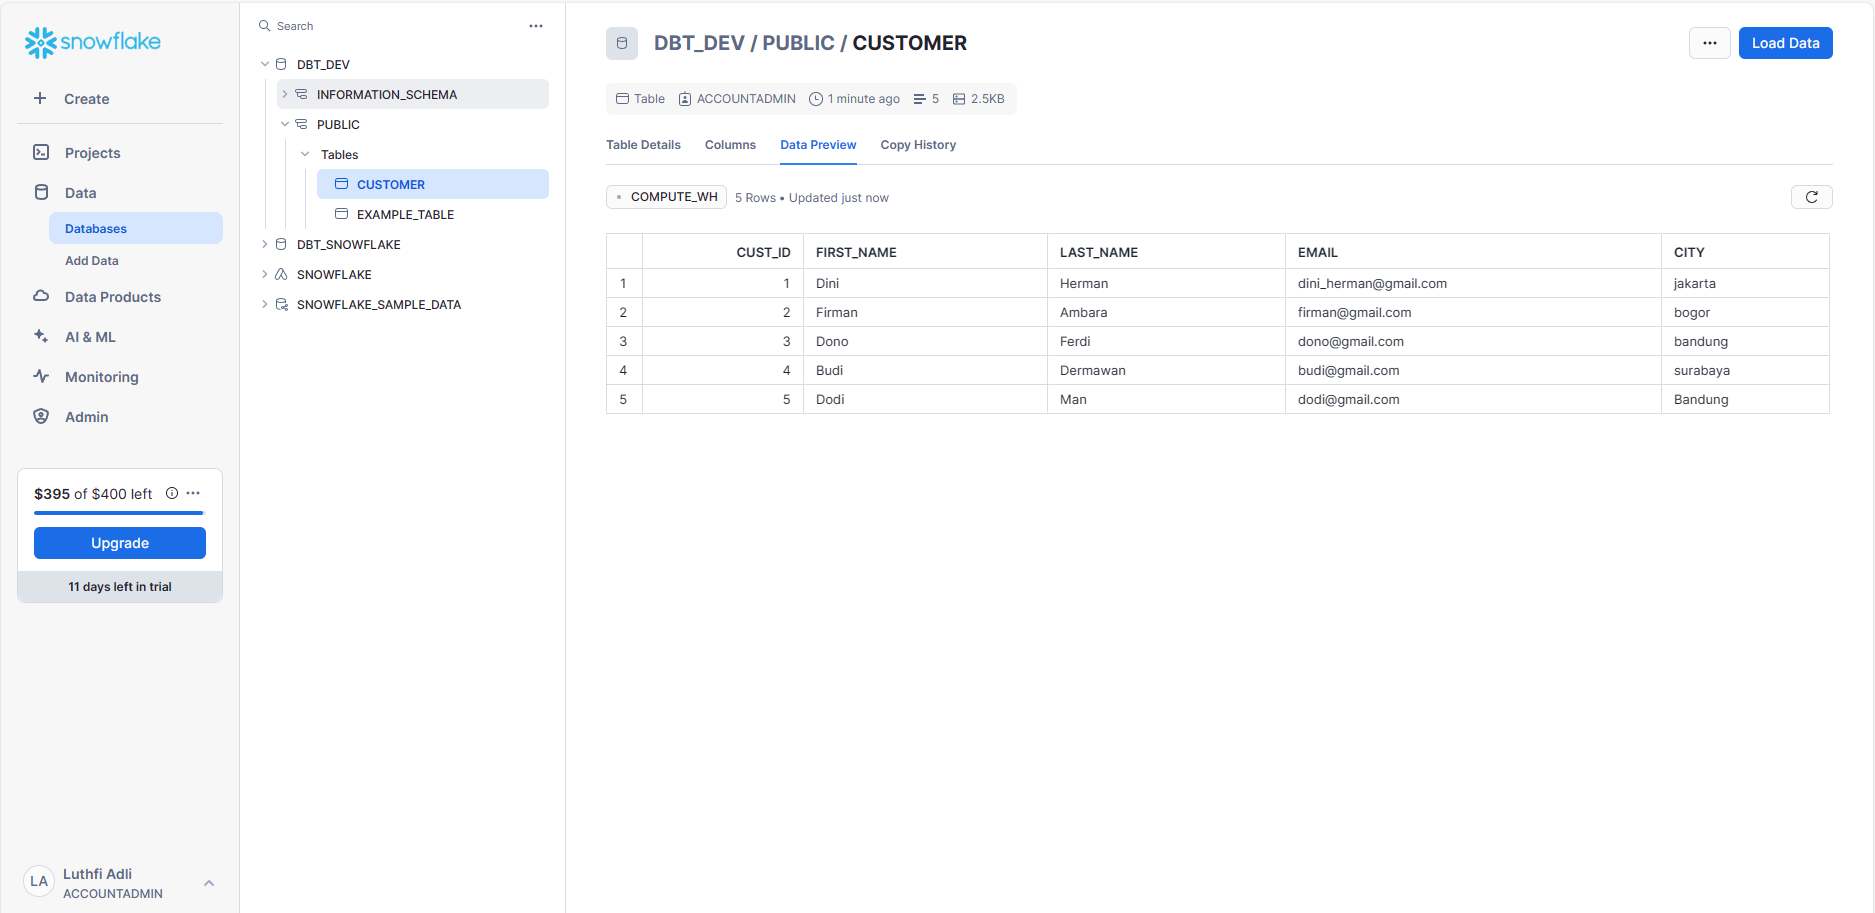 snowflake
Create
Projects
Data
Databases
Add Data
Data Products
AI & ML
Monitoring
Admin
$395 of $400 left
Upgrade
11 days left in trial
LA
Luthfi Adli
ACCOUNTADMIN
Search
DBT_DEV
INFORMATION_SCHEMA
PUBLIC
Tables
CUSTOMER
EXAMPLE_TABLE
DBT_SNOWFLAKE
SNOWFLAKE
SNOWFLAKE_SAMPLE_DATA
DBT_DEV / PUBLIC / CUSTOMER
Load Data
Table ACCOUNTADMIN 1 minute ago 5 2.5KB
Table Details Columns Data Preview Copy History
COMPUTE_WH 5 Rows • Updated just now
CUST_ID FIRST_NAME LAST_NAME EMAIL CITY
1 1 Dini Herman dini_herman@gmail.com jakarta
2 2 Firman Ambara firman@gmail.com bogor
3 3 Dono Ferdi dono@gmail.com bandung
4 4 Budi Dermawan budi@gmail.com surabaya
5 5 Dodi Man dodi@gmail.com Bandung